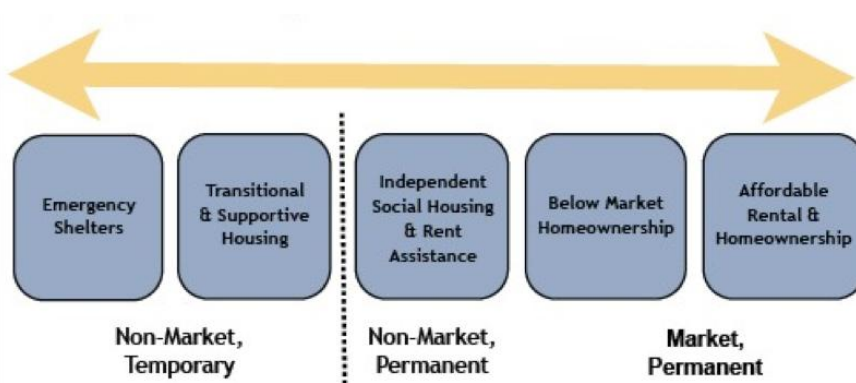 Emergency
Shelters
Transitional
& Supportive
Housing
Independent
Social Housing
& Rent
Assistance
Below Market
Homeownership
Affordable
Rental &
Homeownership
Non-Market,
Temporary
Non-Market,
Permanent
Market,
Permanent